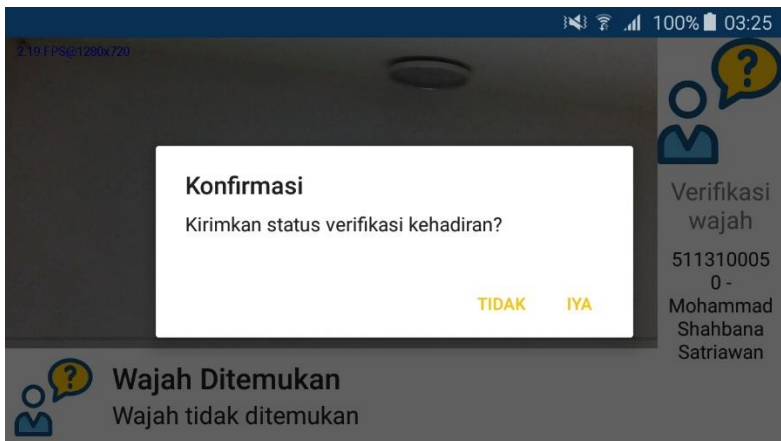 100% 03:25
2.19 FPS@1280x720
Konfirmasi
Kirimkan status verifikasi kehadiran?
TIDAK IYA
Verifikasi
wajah
511310005
0 -
Mohammad
Shahbana
Satriawan
Wajah Ditemukan
Wajah tidak ditemukan